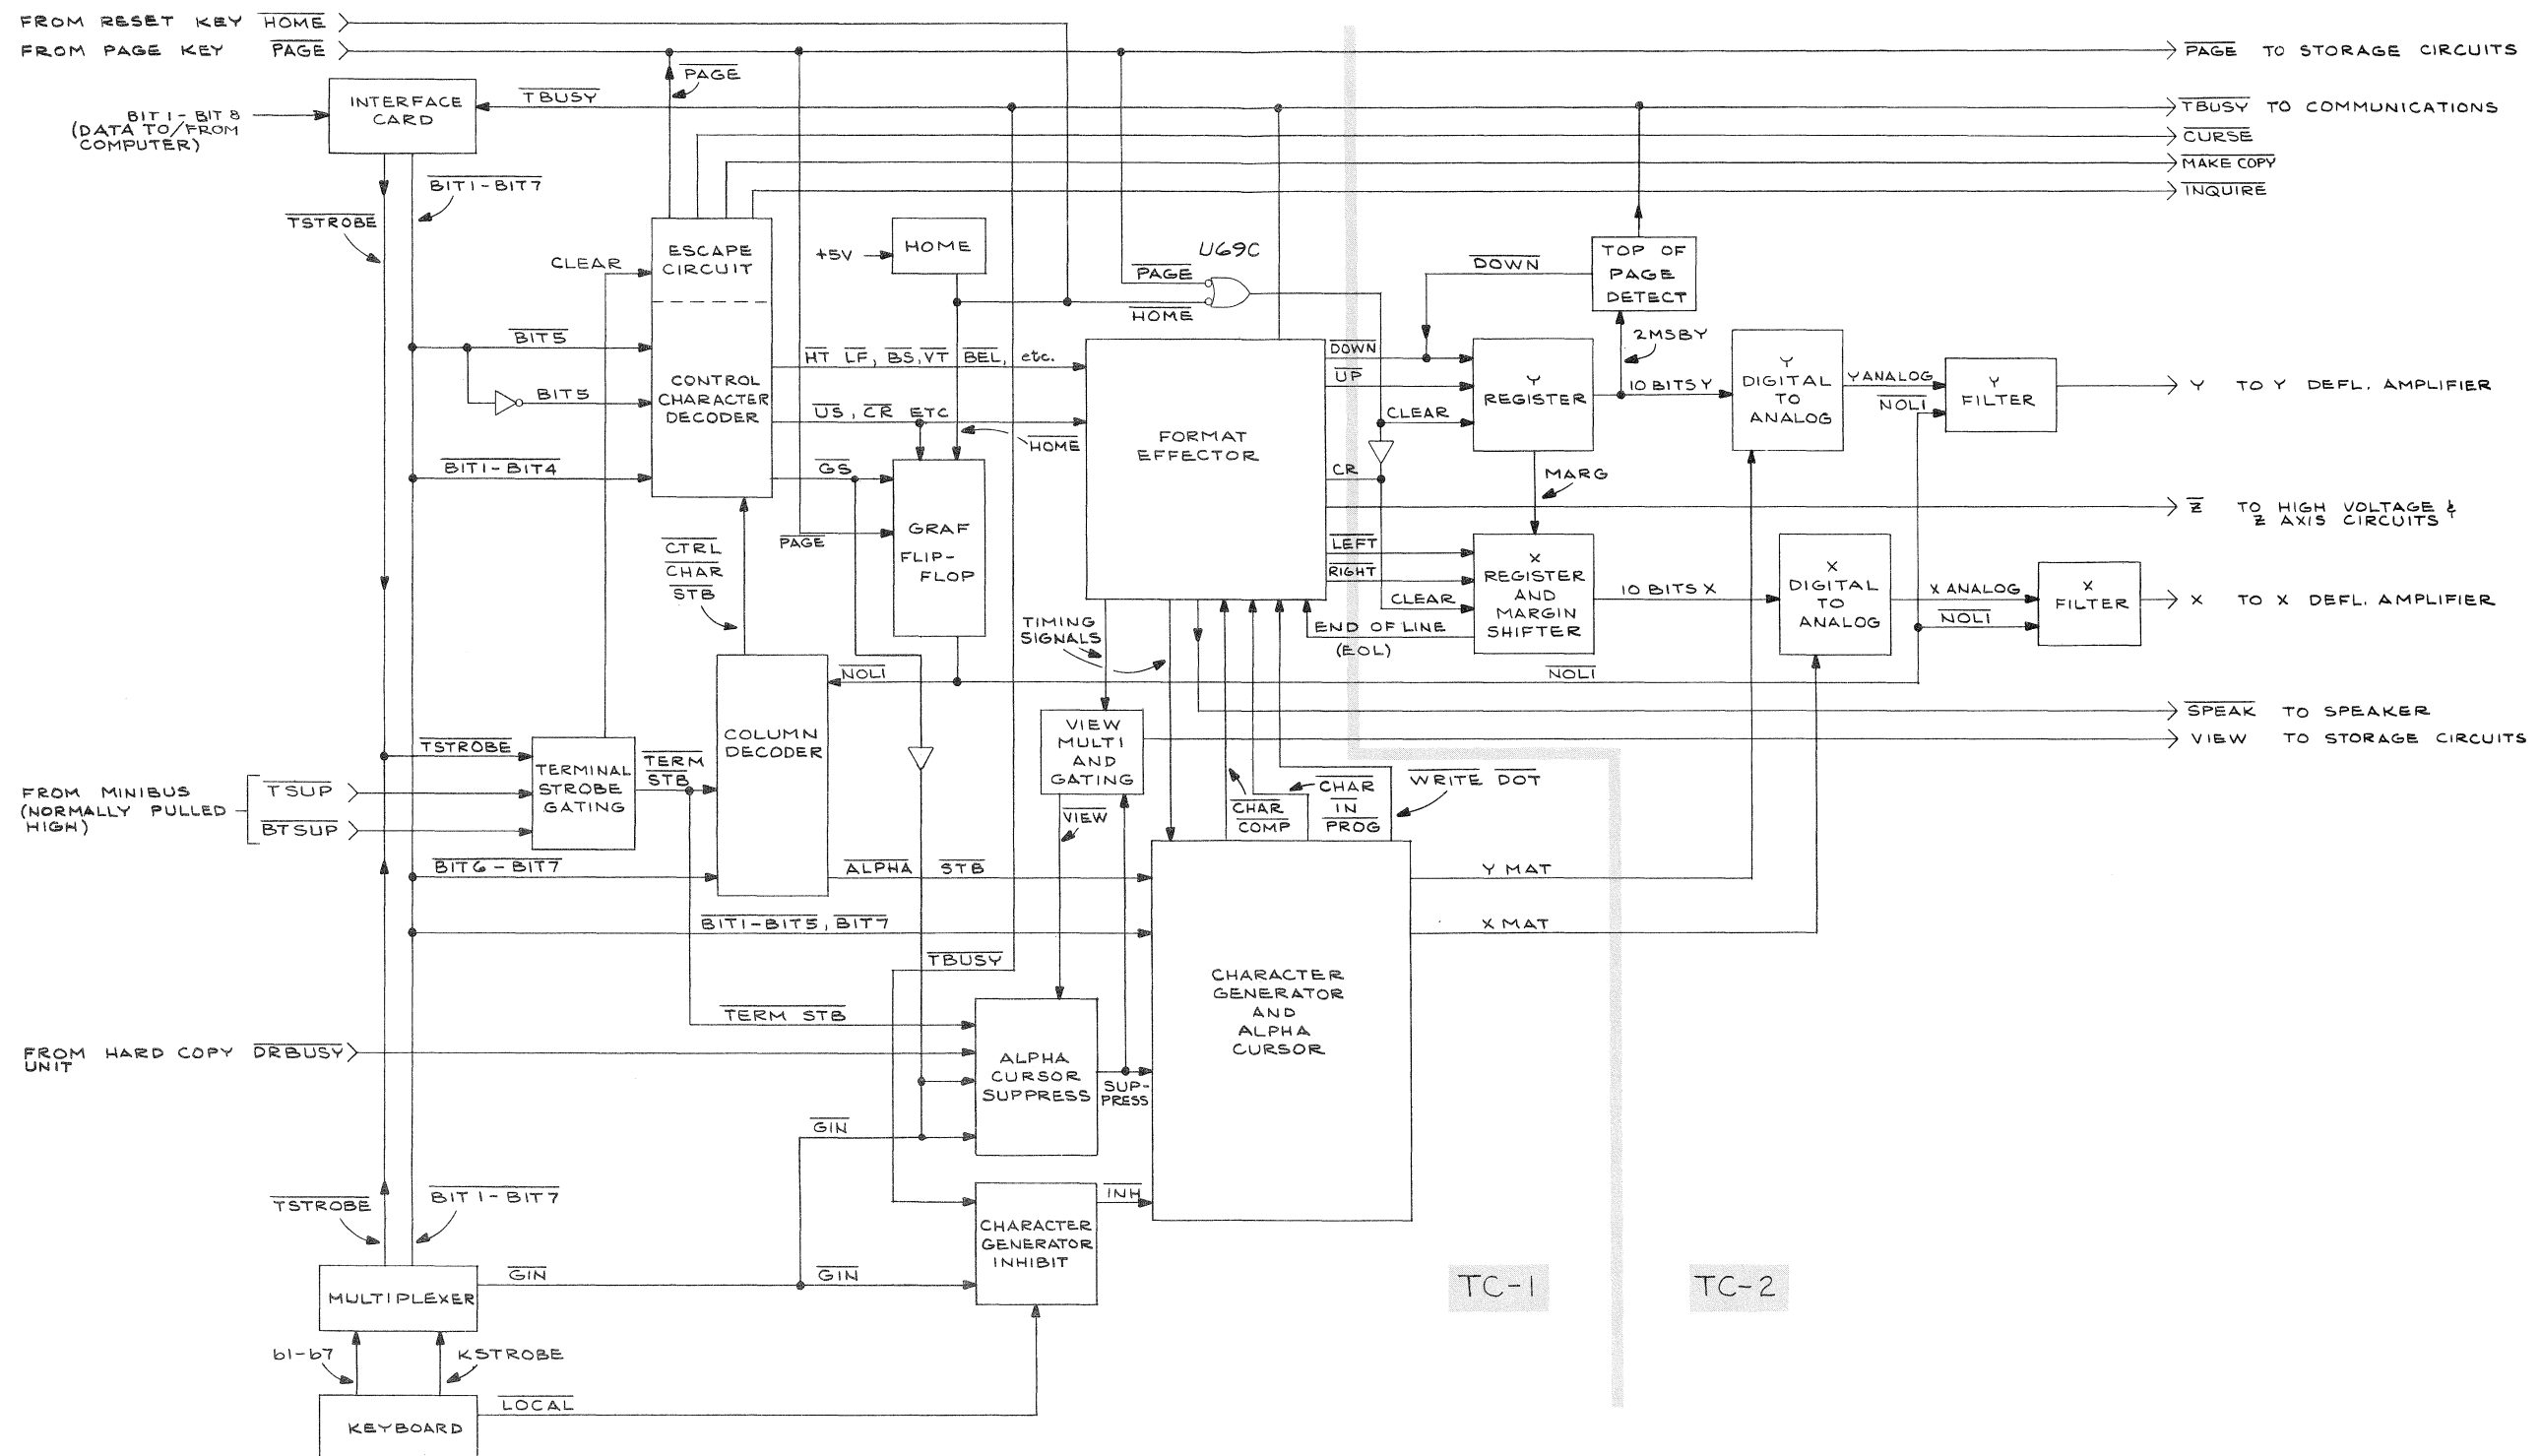 FROM RESET KEY HOME
FROM PAGE KEY PAGE
PAGE TO STORAGE CIRCUITS
PAGE
INTERFACE
CARD
TBUSY
TBUSY TO COMMUNICATIONS
BIT 1 - BIT 8
(DATA TO/FROM
COMPUTER)
CURSE
MAKE COPY
INQUIRE
BIT1-BIT7
TSTROBE
ESCAPE
CIRCUIT
CLEAR
+5V
HOME
U69C
PAGE
HOME
DOWN
TOP OF
PAGE
DETECT
BIT5
BIT5
CONTROL
CHARACTER
DECODER
HT LF, BS, VT BEL, etc.
US, CR ETC
HOME
DOWN
UP
CLEAR
Y
REGISTER
2MSBY
10 BITS Y
Y
DIGITAL
TO
ANALOG
Y ANALOG
NOLI
Y
FILTER
Y TO Y DEFL. AMPLIFIER
BIT1-BIT4
GS
FORMAT
EFFECTOR
CR
MARG
GRAF
FLIP-
FLOP
PAGE
Z TO HIGH VOLTAGE &
Z AXIS CIRCUITS
CTRL
CHAR
STB
LEFT
RIGHT
CLEAR
END OF LINE
(EOL)
X
REGISTER
AND
MARGIN
SHIFTER
10 BITS X
X
DIGITAL
TO
ANALOG
X ANALOG
NOLI
X
FILTER
X TO X DEFL. AMPLIFIER
TIMING
SIGNALS
NOLI
NOLI
SPEAK TO SPEAKER
VIEW TO STORAGE CIRCUITS
COLUMN
DECODER
VIEW
MULTI
AND
GATING
TSTROBE
TERMINAL
STROBE
GATING
TERM
STB
FROM MINIBUS
(NORMALLY PULLED
HIGH)
TSUP
BTSUP
VIEW
CHAR
COMP
CHAR
IN
PROG
WRITE DOT
BIT6-BIT7
ALPHA STB
Y MAT
BIT1-BIT5, BIT7
X MAT
TBUSY
CHARACTER
GENERATOR
AND
ALPHA
CURSOR
TERM STB
FROM HARD COPY DRBUSY
UNIT
ALPHA
CURSOR
SUPPRESS
SUP-
PRESS
GIN
TSTROBE
BIT 1-BIT7
CHARACTER
GENERATOR
INHIBIT
INH
GIN
GIN
MULTIPLEXER
TC-1
TC-2
b1-b7
KSTROBE
KEYBOARD
LOCAL